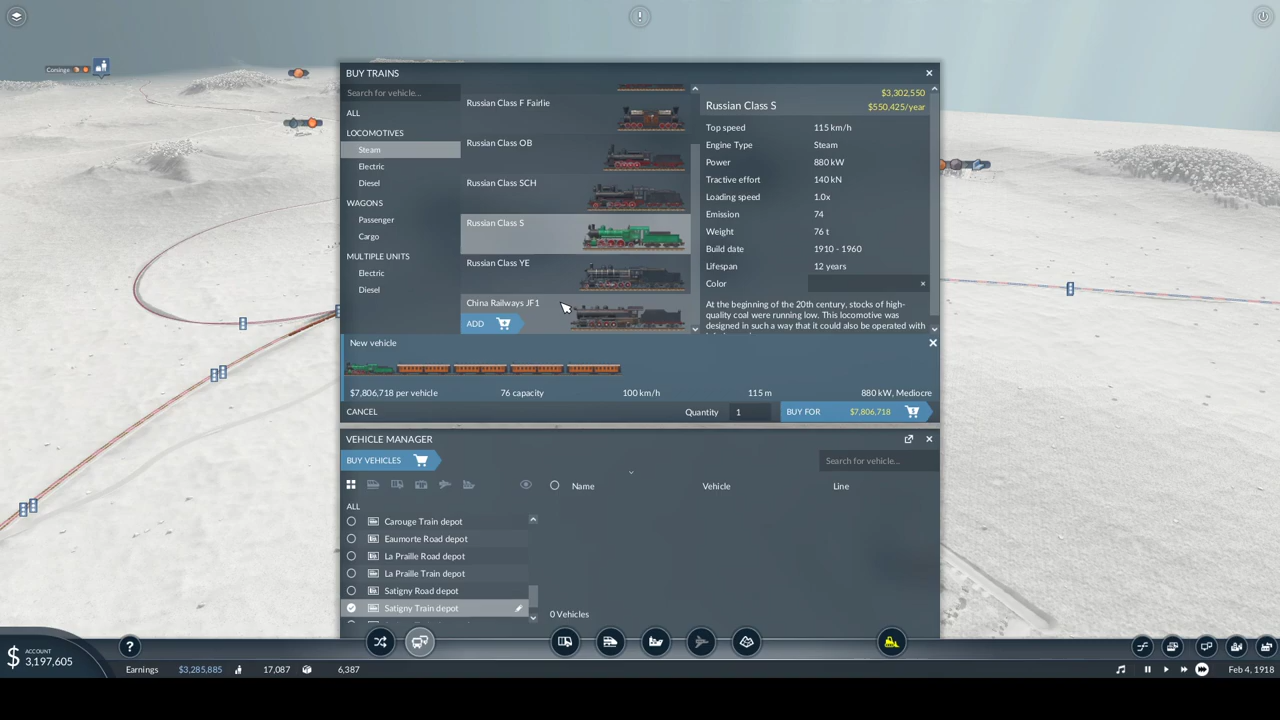 Corsinge
BUY TRAINS
Search for vehicle...
ALL
LOCOMOTIVES
Steam
Electric
Diesel
WAGONS
Passenger
Cargo
MULTIPLE UNITS
Electric
Diesel
Russian Class F Fairlie
Russian Class OB
Russian Class SCH
Russian Class S
Russian Class YE
China Railways JF1
ADD
$3,302,550
Russian Class S
$550,425/year
Top speed 115 km/h
Engine Type Steam
Power 880 kW
Tractive effort 140 kN
Loading speed 1.0x
Emission 74
Weight 76 t
Build date 1910 - 1960
Lifespan 12 years
Color
At the beginning of the 20th century, stocks of high-
quality coal were running low. This locomotive was
designed in such a way that it could also be operated with
New vehicle
$7,806,718 per vehicle 76 capacity 100 km/h 115 m 880 kW, Mediocre
CANCEL Quantity 1 BUY FOR $7,806,718
VEHICLE MANAGER
BUY VEHICLES
Search for vehicle...
Name Vehicle Line
ALL
Carouge Train depot
Eaumorte Road depot
La Praille Road depot
La Praille Train depot
Satigny Road depot
Satigny Train depot
0 Vehicles
$ ACCOUNT
3,197,605
?
Earnings $3,285,885 17,087 6,387
Feb 4, 1918